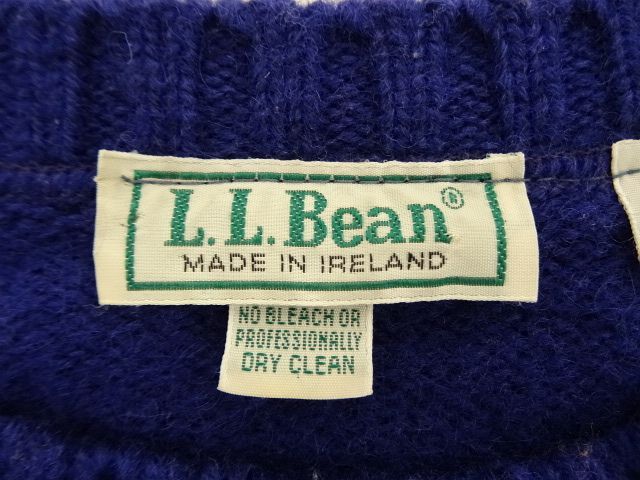 L.L.Bean®
MADE IN IRELAND
NO BLEACH OR
PROFESSIONALLY
DRY CLEAN